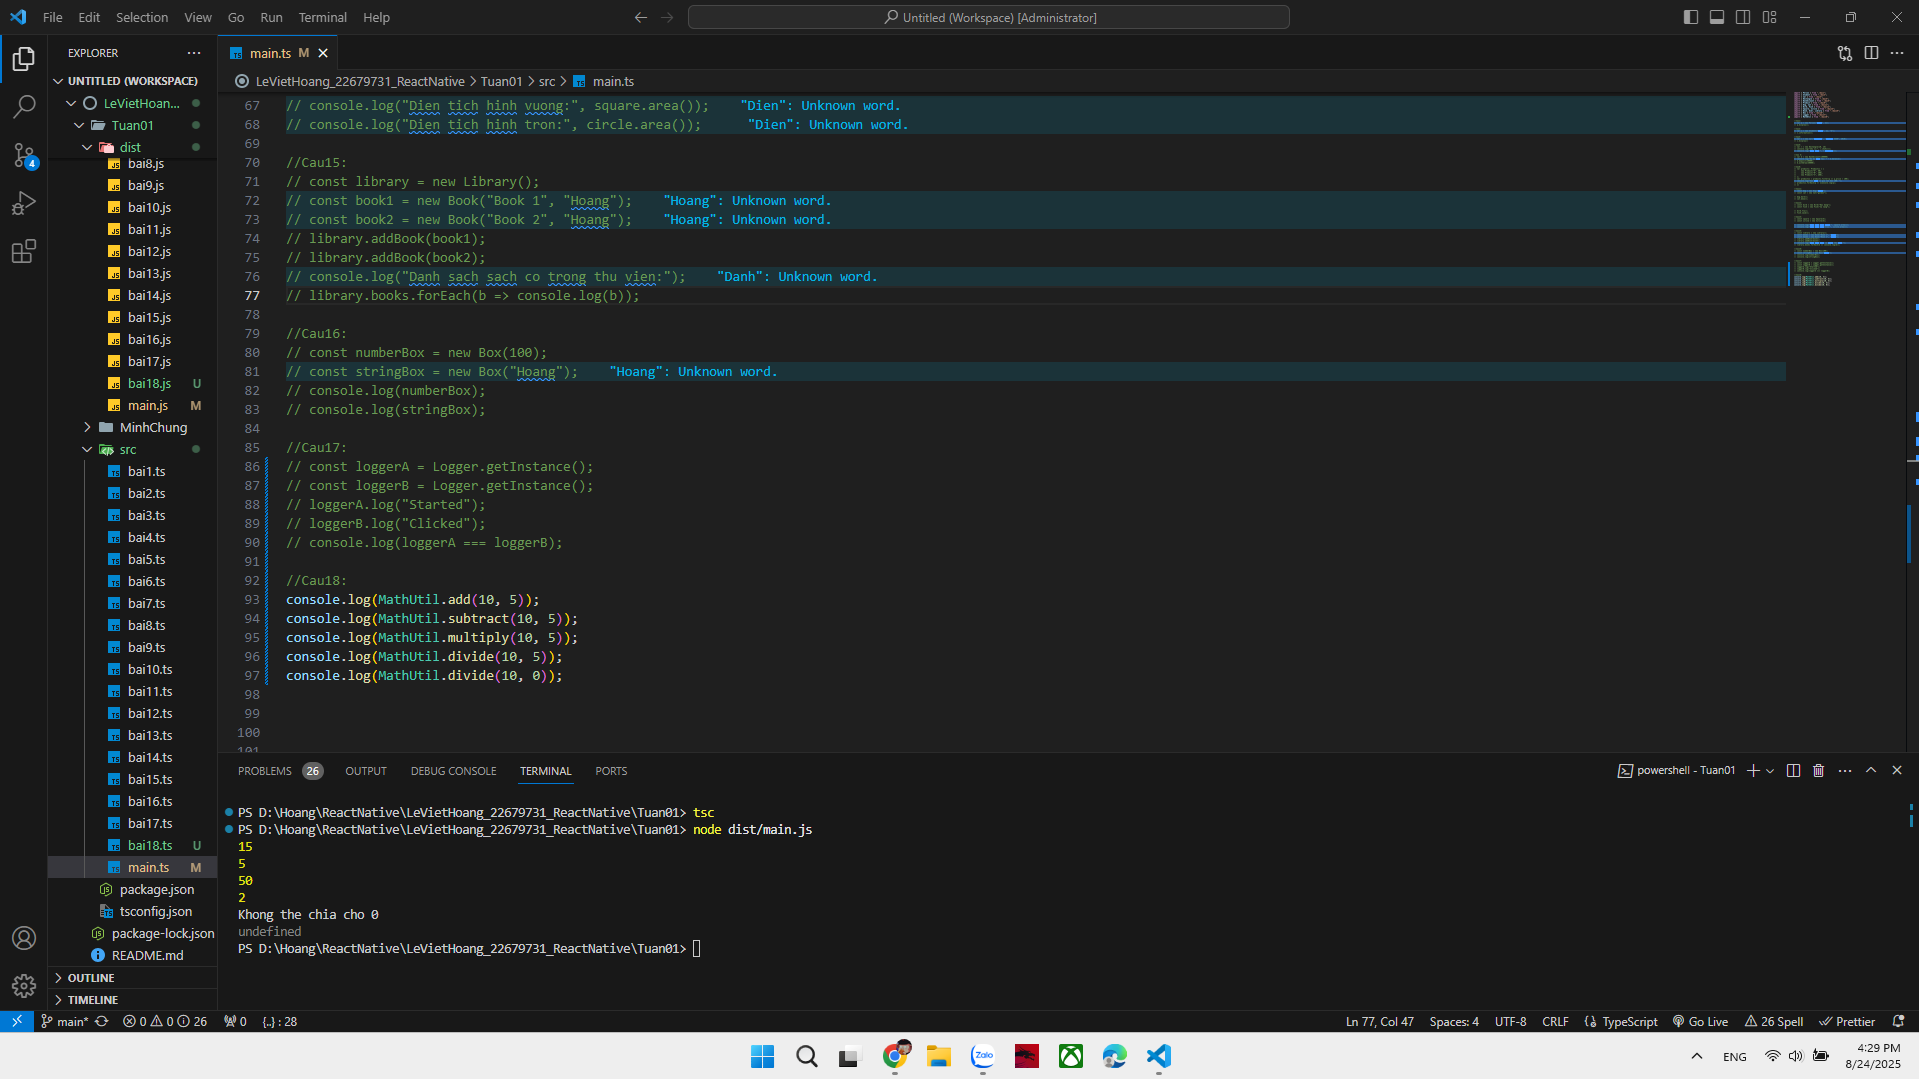 File Edit Selection View Go Run Terminal Help
Untitled (Workspace) [Administrator]
EXPLORER
UNTITLED (WORKSPACE)
LeVietHoan...
Tuan01
dist
bai8.js
bai9.js
bai10.js
bai11.js
bai12.js
bai13.js
bai14.js
bai15.js
bai16.js
bai17.js
bai18.js U
main.js M
MinhChung
src
bai1.ts
bai2.ts
bai3.ts
bai4.ts
bai5.ts
bai6.ts
bai7.ts
bai8.ts
bai9.ts
bai10.ts
bai11.ts
bai12.ts
bai13.ts
bai14.ts
bai15.ts
bai16.ts
bai17.ts
bai18.ts U
main.ts M
package.json
tsconfig.json
package-lock.json
README.md
OUTLINE
TIMELINE
4
main.ts M
LeVietHoang_22679731_ReactNative > Tuan01 > src > main.ts
67 // console.log("Dien tich hinh vuong:", square.area()); "Dien": Unknown word.
68 // console.log("Dien tich hinh tron:", circle.area()); "Dien": Unknown word.
69
70 //Cau15:
71 // const library = new Library();
72 // const book1 = new Book("Book 1", "Hoang"); "Hoang": Unknown word.
73 // const book2 = new Book("Book 2", "Hoang"); "Hoang": Unknown word.
74 // library.addBook(book1);
75 // library.addBook(book2);
76 // console.log("Danh sach sach co trong thu vien:"); "Danh": Unknown word.
77 // library.books.forEach(b => console.log(b));
78
79 //Cau16:
80 // const numberBox = new Box(100);
81 // const stringBox = new Box("Hoang"); "Hoang": Unknown word.
82 // console.log(numberBox);
83 // console.log(stringBox);
84
85 //Cau17:
86 // const loggerA = Logger.getInstance();
87 // const loggerB = Logger.getInstance();
88 // loggerA.log("Started");
89 // loggerB.log("Clicked");
90 // console.log(loggerA === loggerB);
91
92 //Cau18:
93 console.log(MathUtil.add(10, 5));
94 console.log(MathUtil.subtract(10, 5));
95 console.log(MathUtil.multiply(10, 5));
96 console.log(MathUtil.divide(10, 5));
97 console.log(MathUtil.divide(10, 0));
98
99
100
101
PROBLEMS 26 OUTPUT DEBUG CONSOLE TERMINAL PORTS
powershell - Tuan01
PS D:\Hoang\ReactNative\LeVietHoang_22679731_ReactNative\Tuan01> tsc
PS D:\Hoang\ReactNative\LeVietHoang_22679731_ReactNative\Tuan01> node dist/main.js
15
5
50
2
Khong the chia cho 0
undefined
PS D:\Hoang\ReactNative\LeVietHoang_22679731_ReactNative\Tuan01>
main* 0 0 26 0 {..} : 28
Ln 77, Col 47 Spaces: 4 UTF-8 CRLF TypeScript Go Live 26 Spell Prettier
Zalo
ENG
4:29 PM
8/24/2025